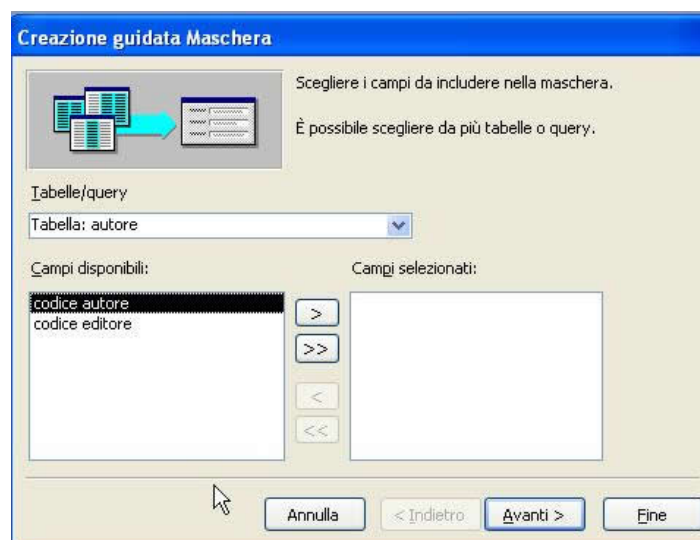 Creazione guidata Maschera
Scegliere i campi da includere nella maschera.
È possibile scegliere da più tabelle o query.
Tabelle/query
Tabella: autore
Campi disponibili:
Campi selezionati:
codice autore
codice editore
>
>>
<
<<
Annulla
< Indietro
Avanti >
Fine